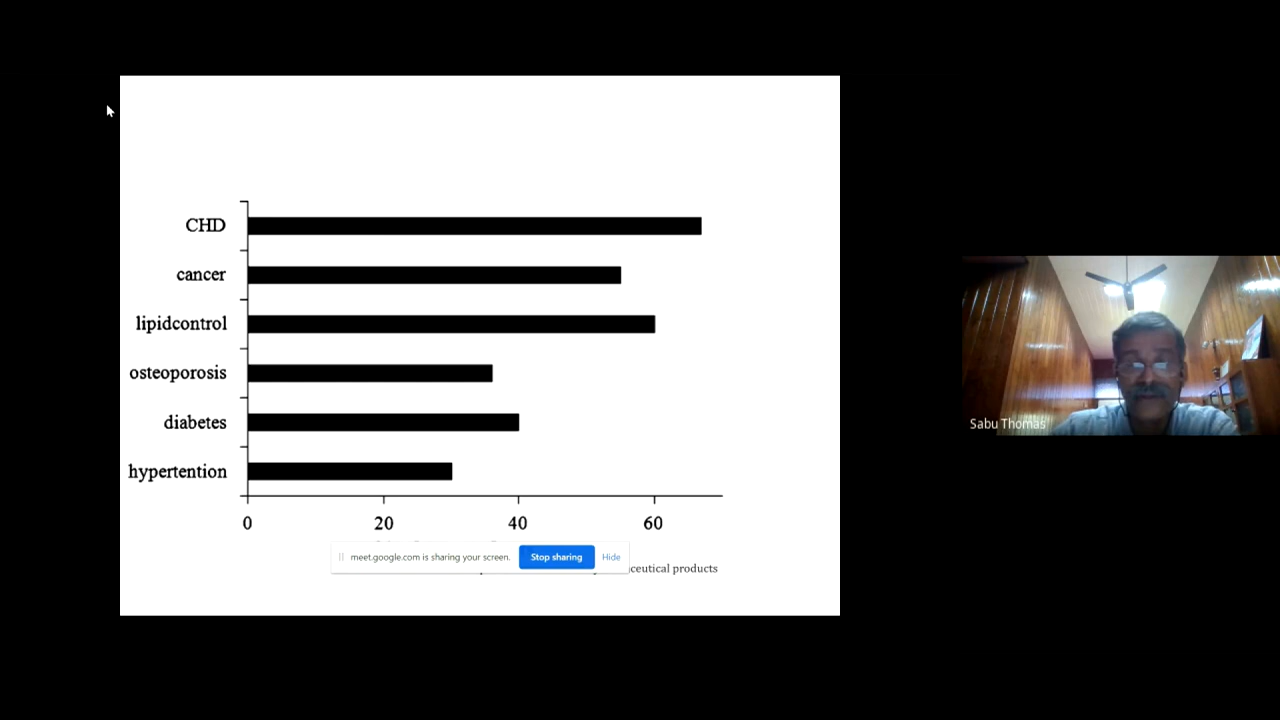 CHD
cancer
lipidcontrol
osteoporosis
diabetes
hypertention
0 20 40 60
meet.google.com is sharing your screen. Stop sharing Hide
products
Sabu Thomas